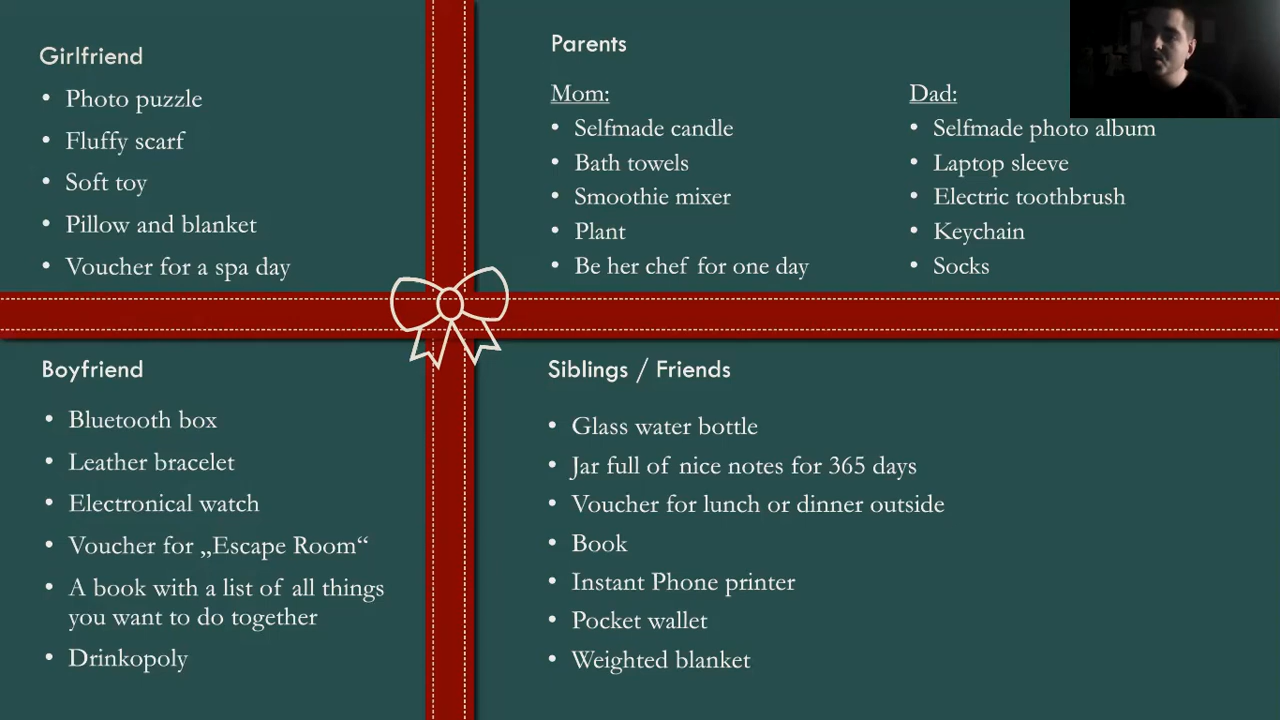 Girlfriend
• Photo puzzle
• Fluffy scarf
• Soft toy
• Pillow and blanket
• Voucher for a spa day
Parents
Mom:
• Selfmade candle
• Bath towels
• Smoothie mixer
• Plant
• Be her chef for one day
Dad:
• Selfmade photo album
• Laptop sleeve
• Electric toothbrush
• Keychain
• Socks
Boyfriend
• Bluetooth box
• Leather bracelet
• Electronical watch
• Voucher for „Escape Room“
• A book with a list of all things
you want to do together
• Drinkopoly
Siblings / Friends
• Glass water bottle
• Jar full of nice notes for 365 days
• Voucher for lunch or dinner outside
• Book
• Instant Phone printer
• Pocket wallet
• Weighted blanket